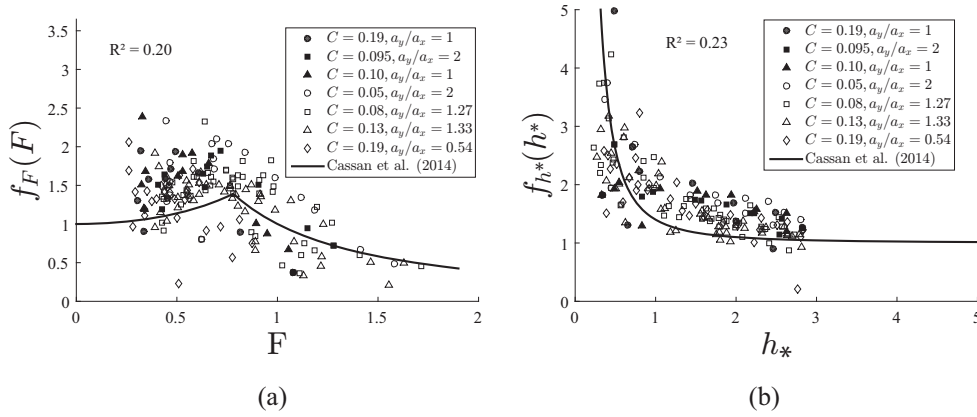 3.5
3
2.5
2
1.5
1
0.5
0
f_F(F)
R² = 0.20
C = 0.19, a_y/a_x = 1
C = 0.095, a_y/a_x = 2
C = 0.10, a_y/a_x = 1
C = 0.05, a_y/a_x = 2
C = 0.08, a_y/a_x = 1.27
C = 0.13, a_y/a_x = 1.33
C = 0.19, a_y/a_x = 0.54
Cassan et al. (2014)
0 0.5 1 1.5 2
F
(a)
5
4
3
2
1
0
f_{h*}(h*)
R² = 0.23
C = 0.19, a_y/a_x = 1
C = 0.095, a_y/a_x = 2
C = 0.10, a_y/a_x = 1
C = 0.05, a_y/a_x = 2
C = 0.08, a_y/a_x = 1.27
C = 0.13, a_y/a_x = 1.33
C = 0.19, a_y/a_x = 0.54
Cassan et al. (2014)
0 1 2 3 4 5
h_*
(b)